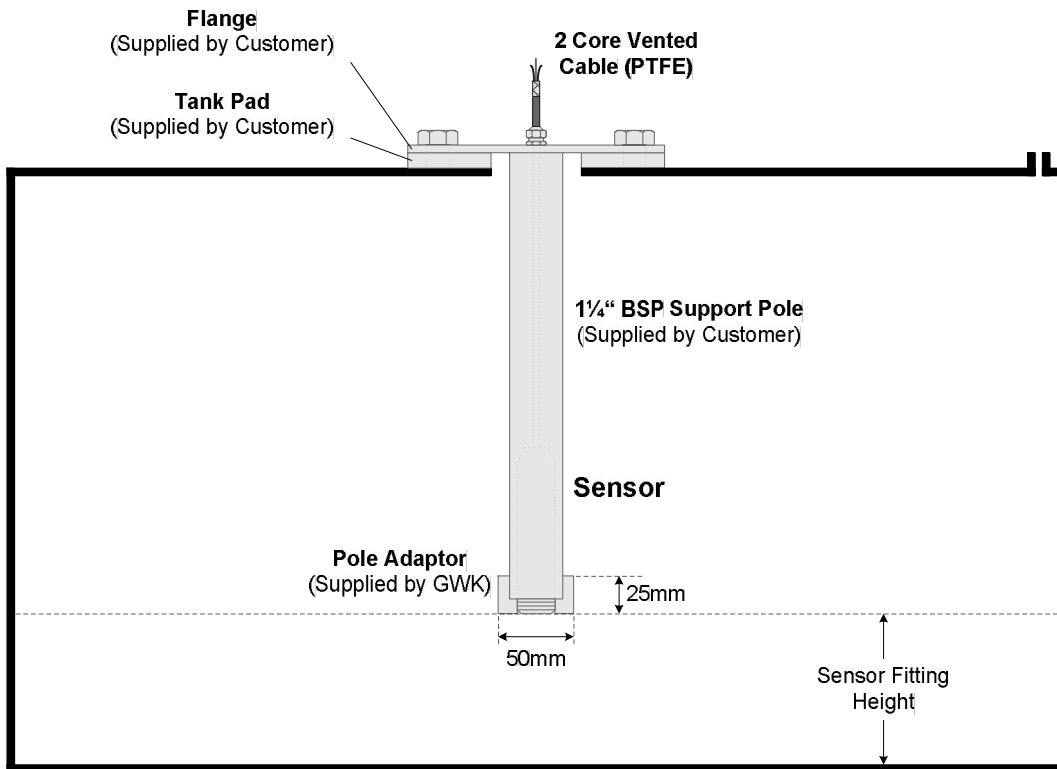 Flange
(Supplied by Customer)
2 Core Vented
Cable (PTFE)
Tank Pad
(Supplied by Customer)
1¼“ BSP Support Pole
(Supplied by Customer)
Sensor
Pole Adaptor
(Supplied by GWK)
25mm
50mm
Sensor Fitting
Height